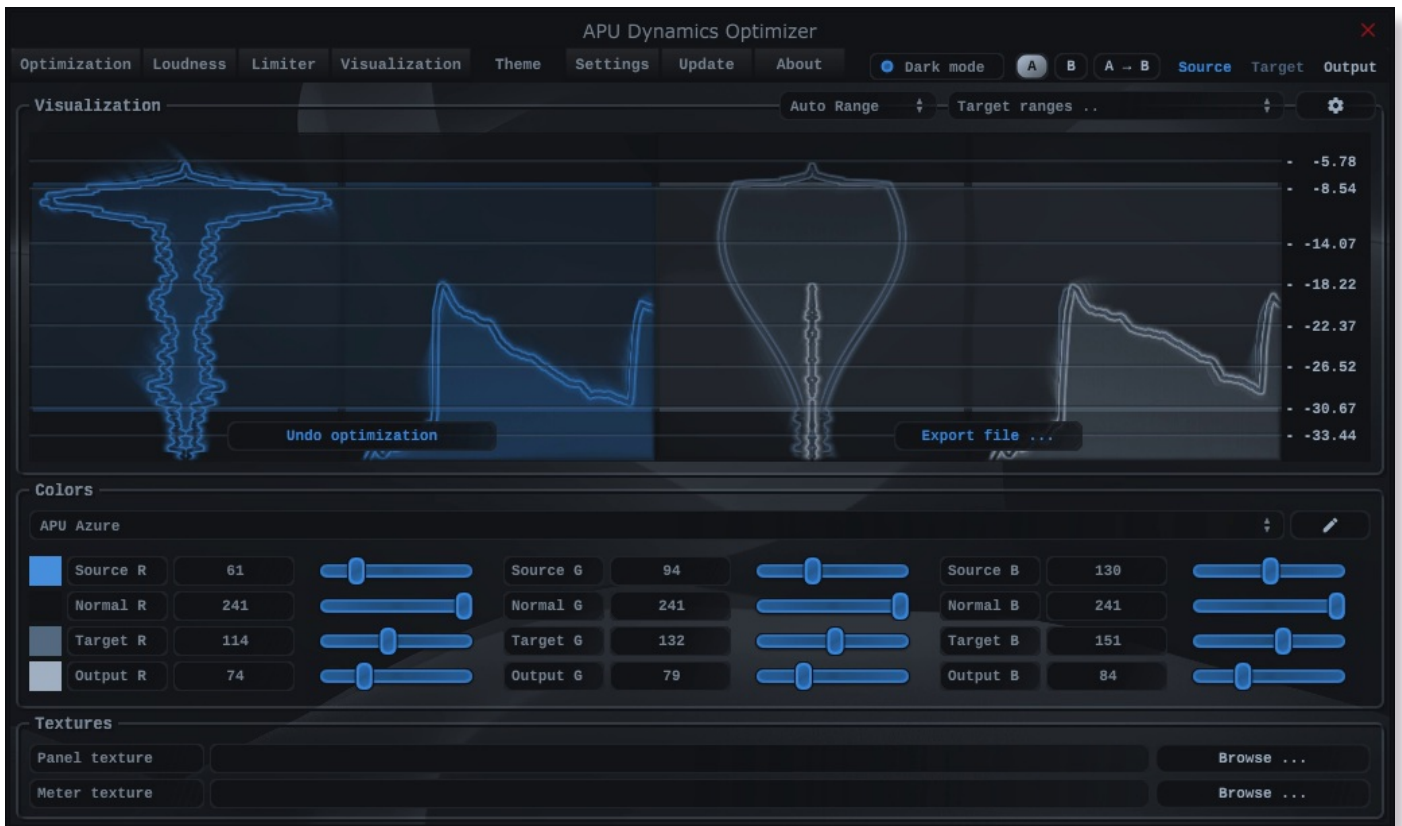 APU Dynamics Optimizer
Optimization Loudness Limiter Visualization Theme Settings Update About Dark mode A B A → B Source Target Output
Visualization Auto Range Target ranges ..
- -5.78
- -8.54
- -14.07
- -18.22
- -22.37
- -26.52
- -30.67
Undo optimization Export file ... - -33.44
Colors
APU Azure
Source R 61 Source G 94 Source B 130
Normal R 241 Normal G 241 Normal B 241
Target R 114 Target G 132 Target B 151
Output R 74 Output G 79 Output B 84
Textures
Panel texture Browse ...
Meter texture Browse ...